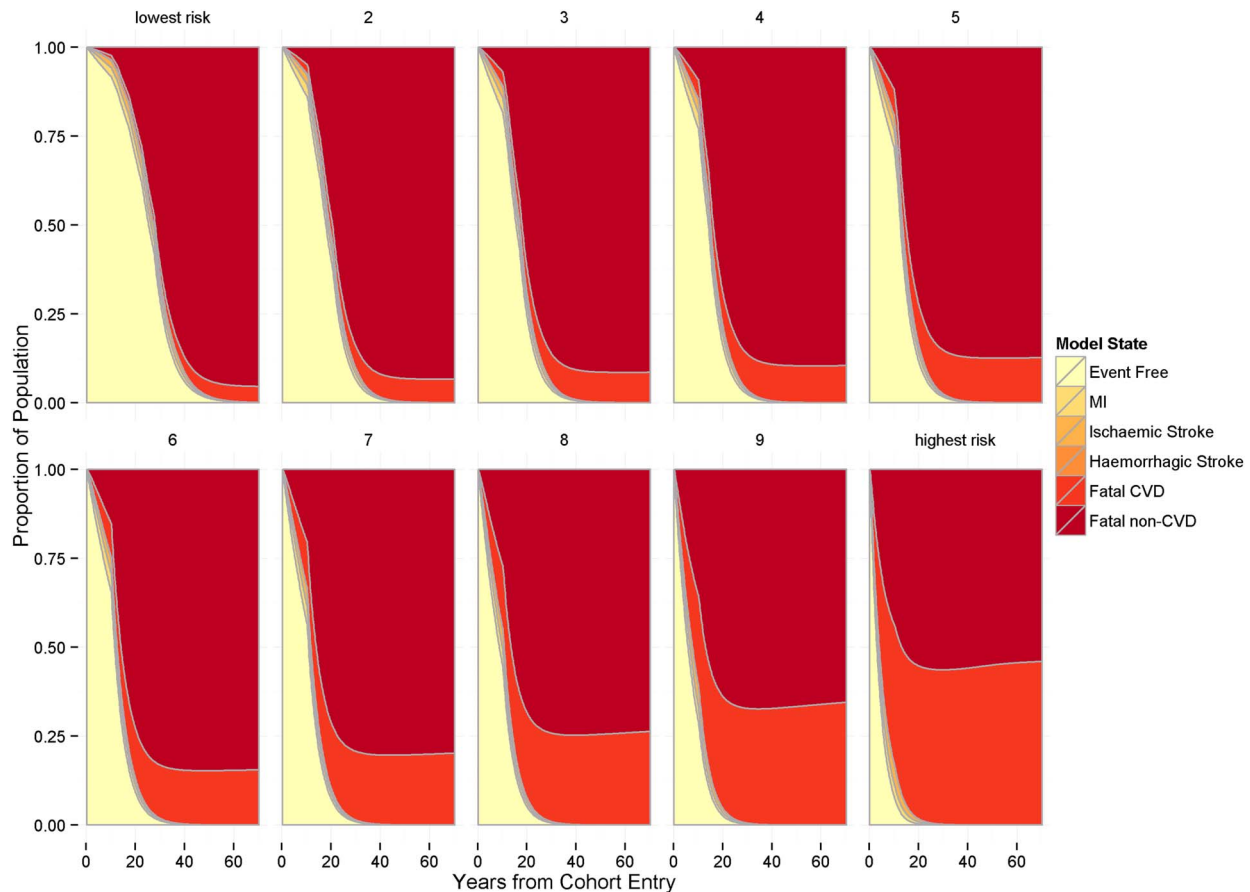 lowest risk 2 3 4 5
1.00
0.75
0.50
0.25
0.00
6 7 8 9 highest risk
1.00
0.75
0.50
0.25
0.00
0 20 40 60 0 20 40 60 0 20 40 60 0 20 40 60 0 20 40 60
Years from Cohort Entry
Proportion of Population
Model State
Event Free
MI
Ischaemic Stroke
Haemorrhagic Stroke
Fatal CVD
Fatal non-CVD